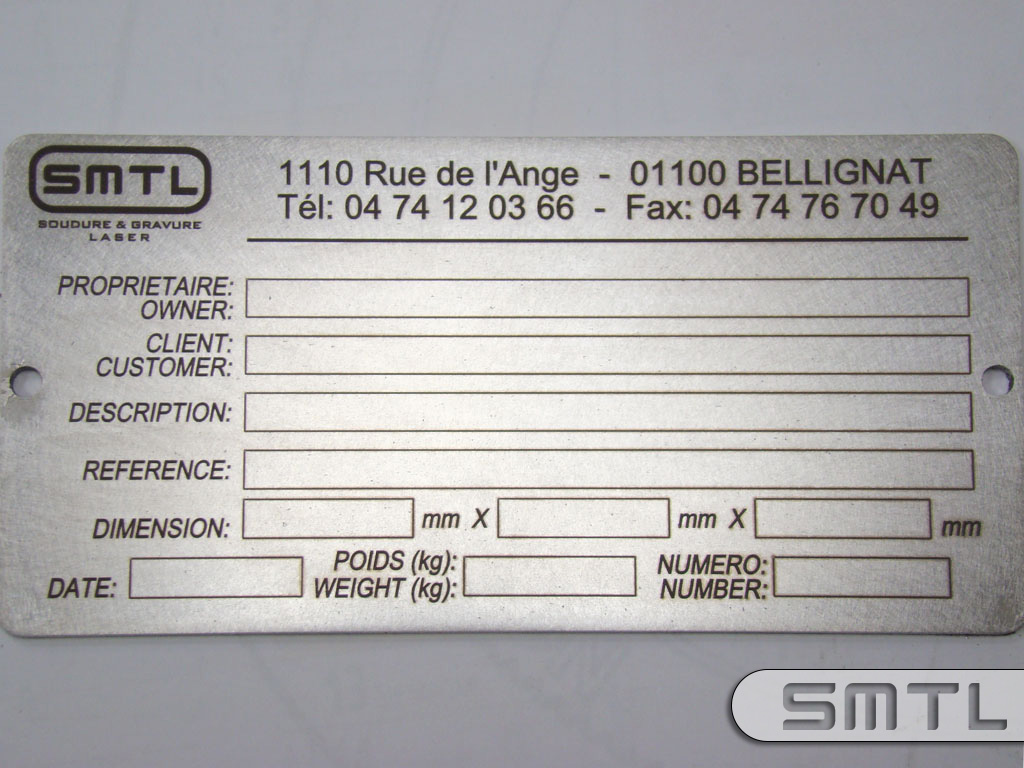 SMTL
SOUDURE & GRAVURE
LASER
1110 Rue de l'Ange - 01100 BELLIGNAT
Tél: 04 74 12 03 66 - Fax: 04 74 76 70 49
PROPRIETAIRE:
OWNER:
CLIENT:
CUSTOMER:
DESCRIPTION:
REFERENCE:
DIMENSION: mm X mm X mm
DATE:
POIDS (kg):
WEIGHT (kg):
NUMERO:
NUMBER:
SMTL